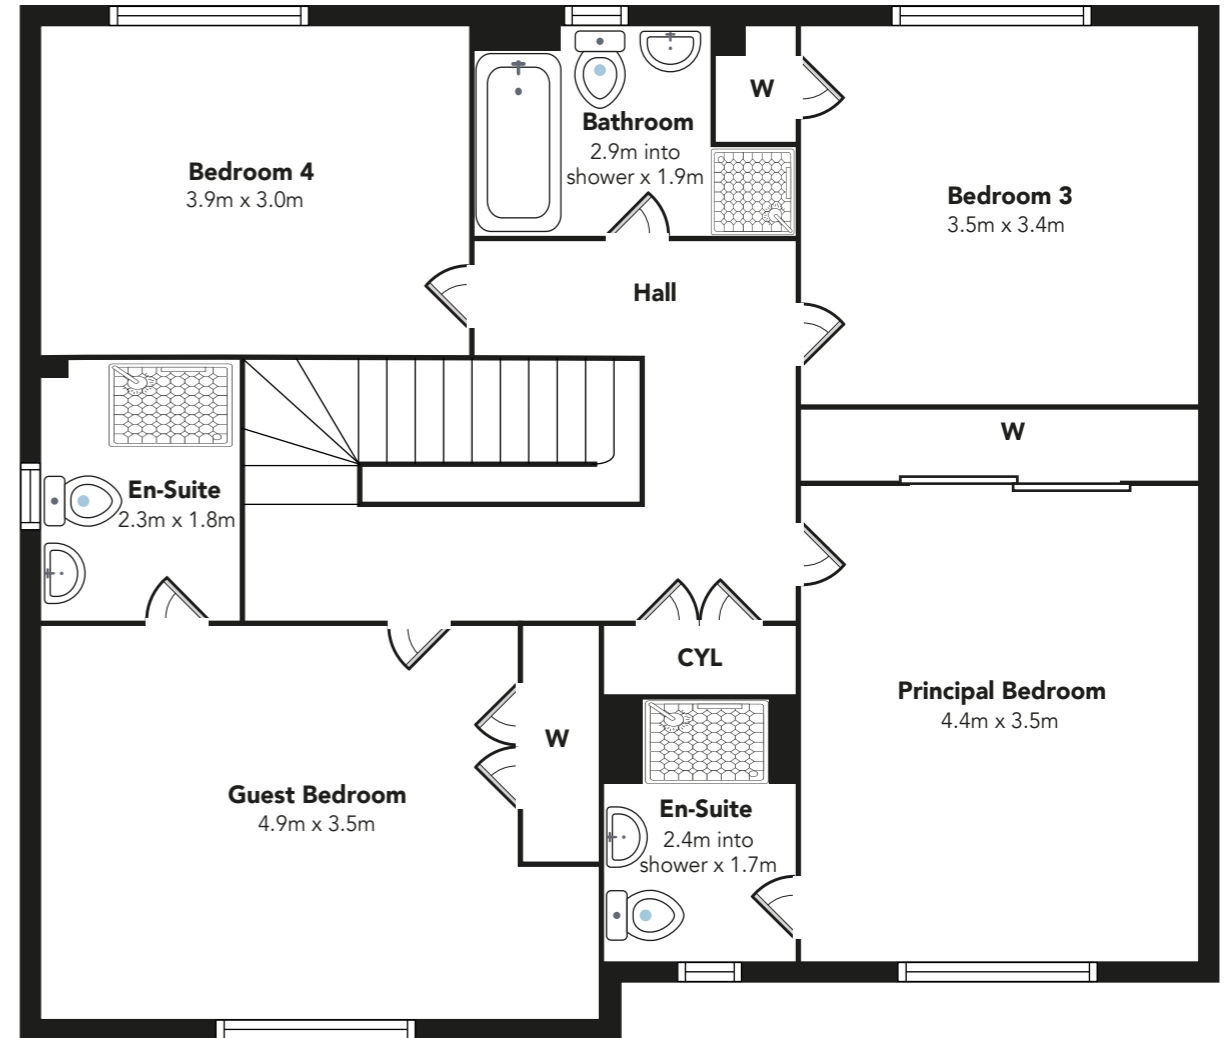 Bedroom 4
3.9m x 3.0m
Bathroom
2.9m into
shower x 1.9m
W
Bedroom 3
3.5m x 3.4m
Hall
W
En-Suite
2.3m x 1.8m
CYL
Principal Bedroom
4.4m x 3.5m
W
Guest Bedroom
4.9m x 3.5m
En-Suite
2.4m into
shower x 1.7m